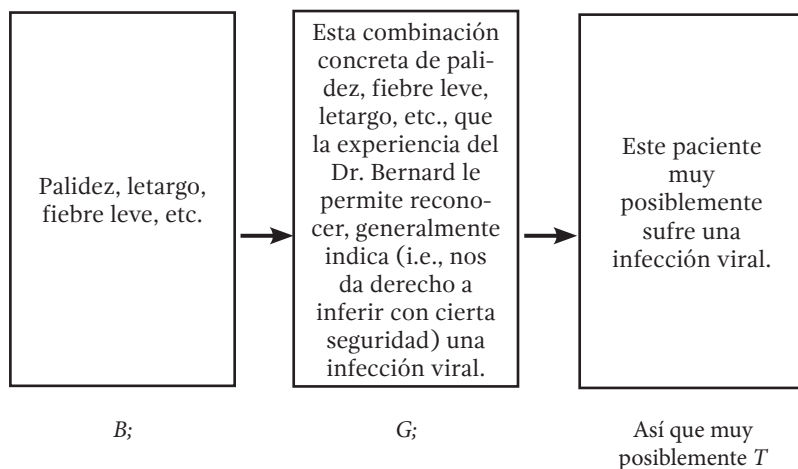 Palidez, letargo,
fiebre leve, etc.
Esta combinación
concreta de pali-
dez, fiebre leve,
letargo, etc., que
la experiencia del
Dr. Bernard le
permite recono-
cer, generalmente
indica (i.e., nos
da derecho a
inferir con cierta
seguridad) una
infección viral.
Este paciente
muy
posiblemente
sufre una
infección viral.
B;
G;
Así que muy
posiblemente T